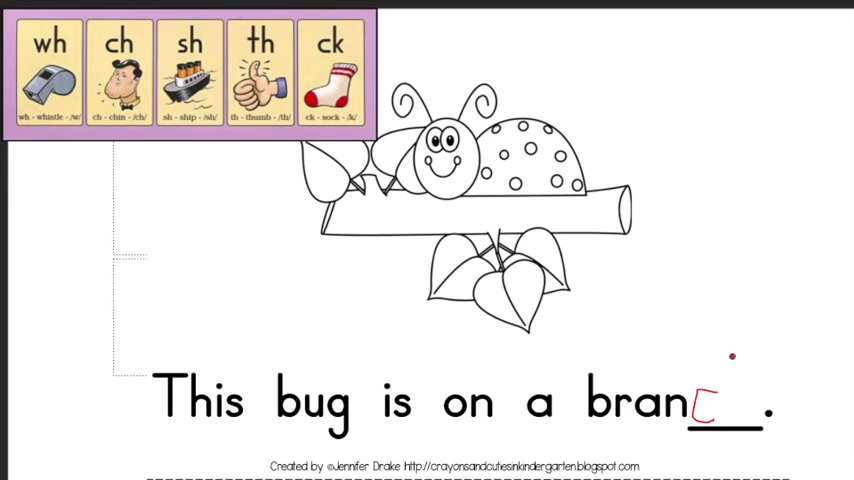 wh ch sh th ck
wh - whistle - /w/ ch - chin - /ch/ sh - ship - /sh/ th - thumb - /th/ ck - sock - /k/
This bug is on a branc__.
Created by ©Jennifer Drake http://crayonsandcutiesinkindergarten.blogspot.com